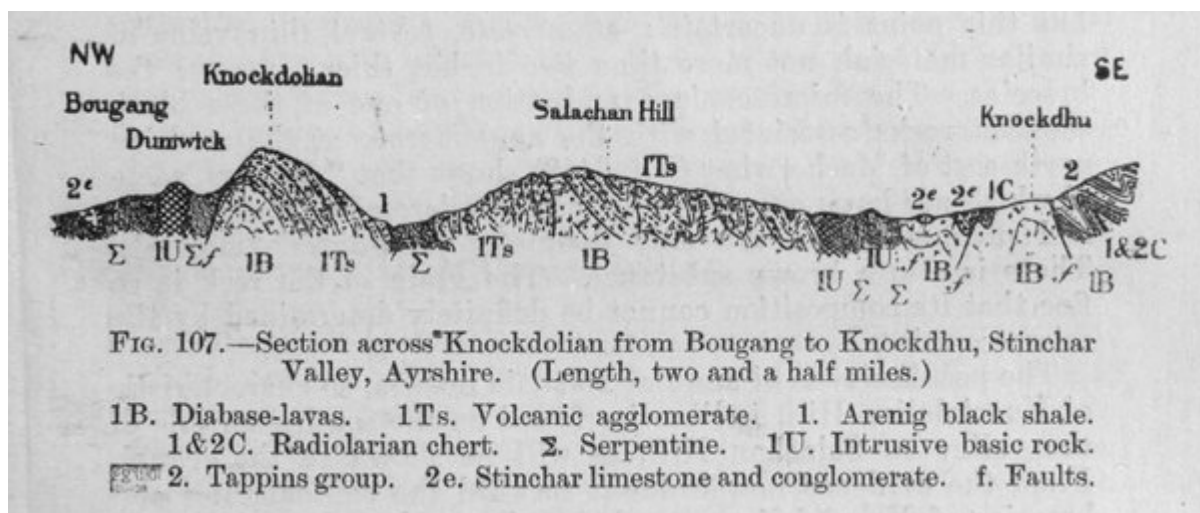 NW
SE
Knockdolian
Bougang
Salachan Hill
Knockdhu
Duniwick
2e 1 1Ts 2e 2e 1C 2
Σ 1U Σ f 1B 1Ts Σ 1Ts 1B 1U Σ 1U Σ f 1B f 1B f 1B 1&2C
FIG. 107.—Section across Knockdolian from Bougang to Knockdhu, Stinchar
Valley, Ayrshire. (Length, two and a half miles.)
1B. Diabase-lavas. 1Ts. Volcanic agglomerate. 1. Arenig black shale.
1&2C. Radiolarian chert. Σ. Serpentine. 1U. Intrusive basic rock.
2. Tappins group. 2e. Stinchar limestone and conglomerate. f. Faults.